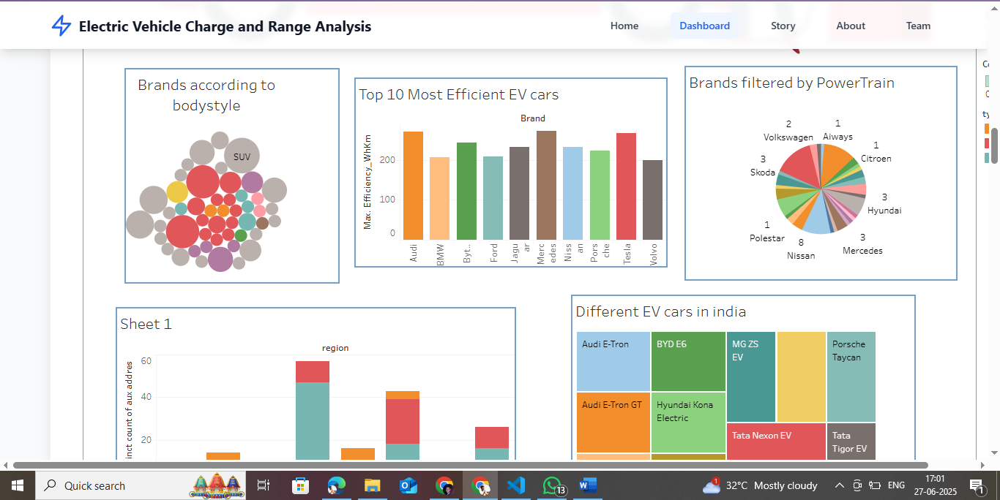 Electric Vehicle Charge and Range Analysis
Home
Dashboard
Story
About
Team
Brands according to
bodystyle
SUV
Top 10 Most Efficient EV cars
Brand
Max. Efficiency_WhKm
200
100
0
Audi
BMW
Byt..
Ford
Jagu
ar
Merc
edes
Niss
an
Pors
che
Tesla
Volvo
Brands filtered by PowerTrain
2
Volkswagen
1
Aiways
1
Citroen
3
Skoda
3
Hyundai
1
Polestar
8
Nissan
3
Mercedes
Sheet 1
region
inct count of aux addres
60
40
20
Different EV cars in india
Audi E-Tron
BYD E6
MG ZS
EV
Porsche
Taycan
Audi E-Tron GT
Hyundai Kona
Electric
Tata Nexon EV
Tata
Tigor EV
Quick search
13
1
32°C Mostly cloudy
ENG
17:01
27-06-2025
1